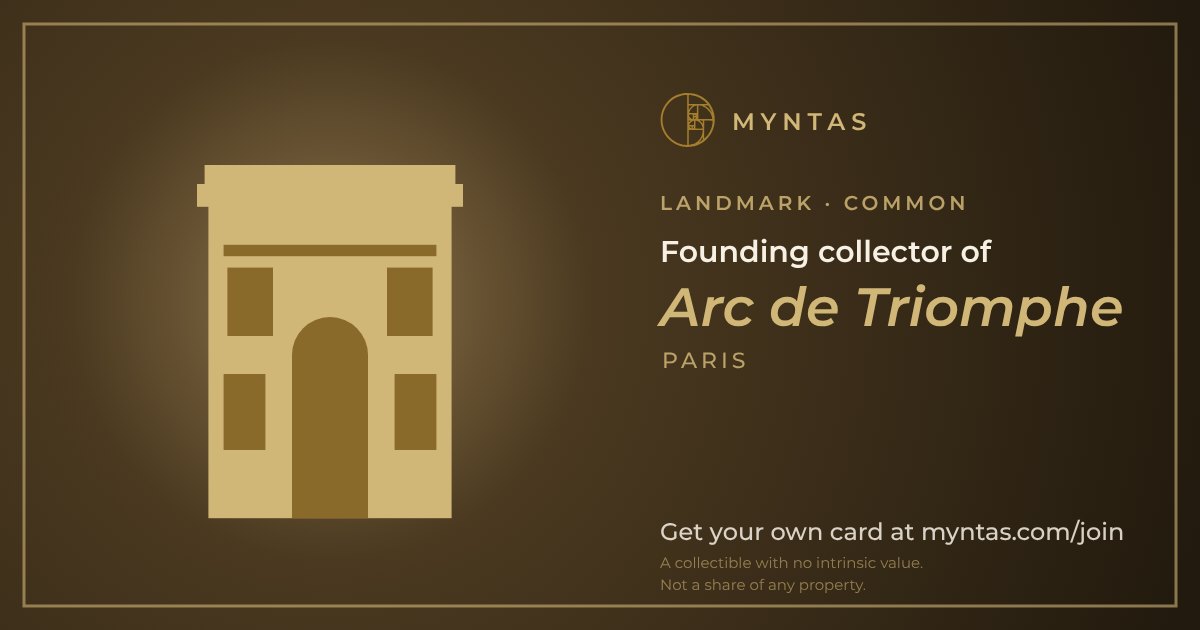 MYNTAS
LANDMARK · COMMON
Founding collector of
Arc de Triomphe
PARIS
Get your own card at myntas.com/join
A collectible with no intrinsic value.
Not a share of any property.